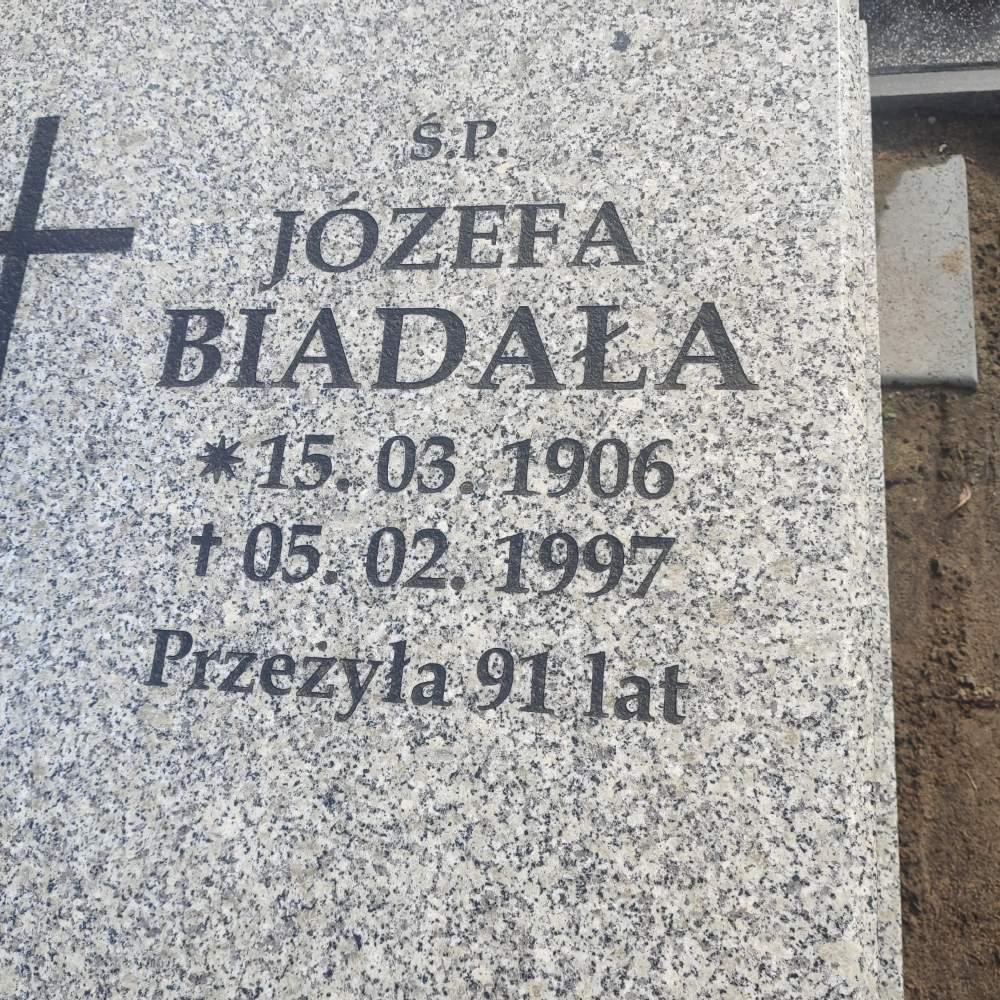 Ś.P.
JÓZEFA
BIADAŁA
* 15. 03. 1906
† 05. 02. 1997
Przeżyła 91 lat